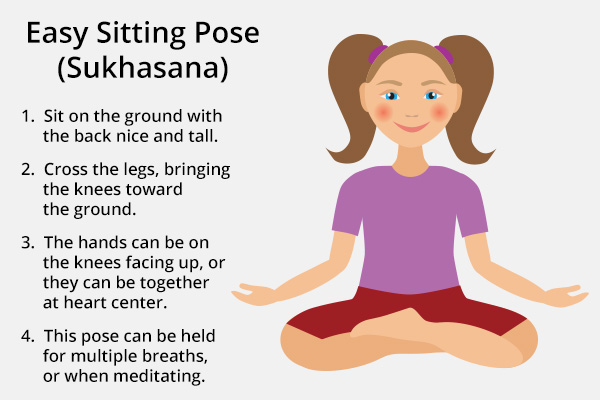 Easy Sitting Pose
(Sukhasana)
1. Sit on the ground with
the back nice and tall.
2. Cross the legs, bringing
the knees toward
the ground.
3. The hands can be on
the knees facing up, or
they can be together
at heart center.
4. This pose can be held
for multiple breaths,
or when meditating.